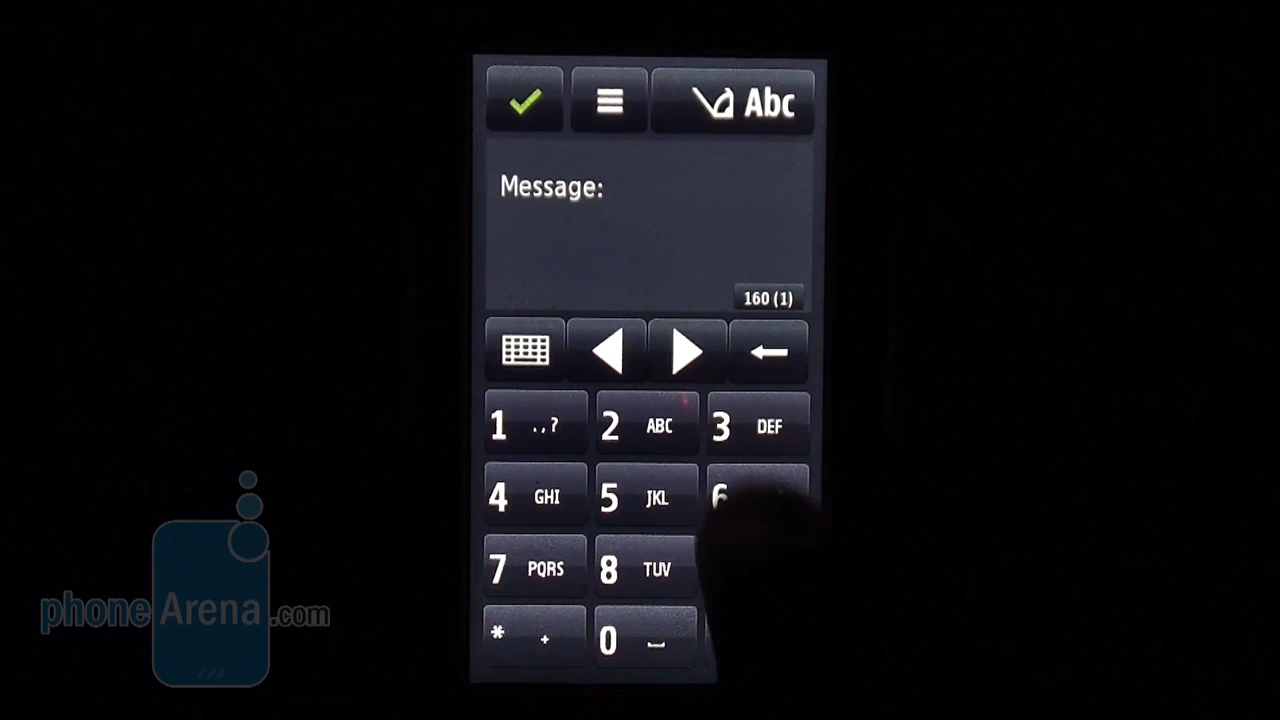 Abc
Message:
160 (1)
1 .,? 2 ABC 3 DEF
4 GHI 5 JKL 6
7 PQRS 8 TUV
* + 0
phoneArena.com